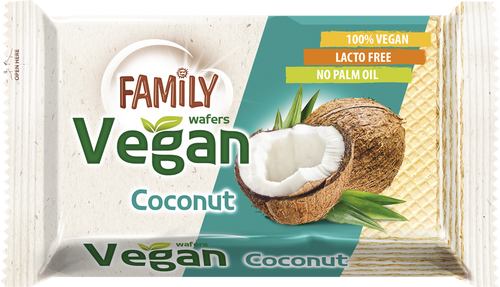 OPEN HERE
100% VEGAN
LACTO FREE
NO PALM OIL
FAMiLY
wafers
Vegan
Coconut
wafers
Vegan Coconut